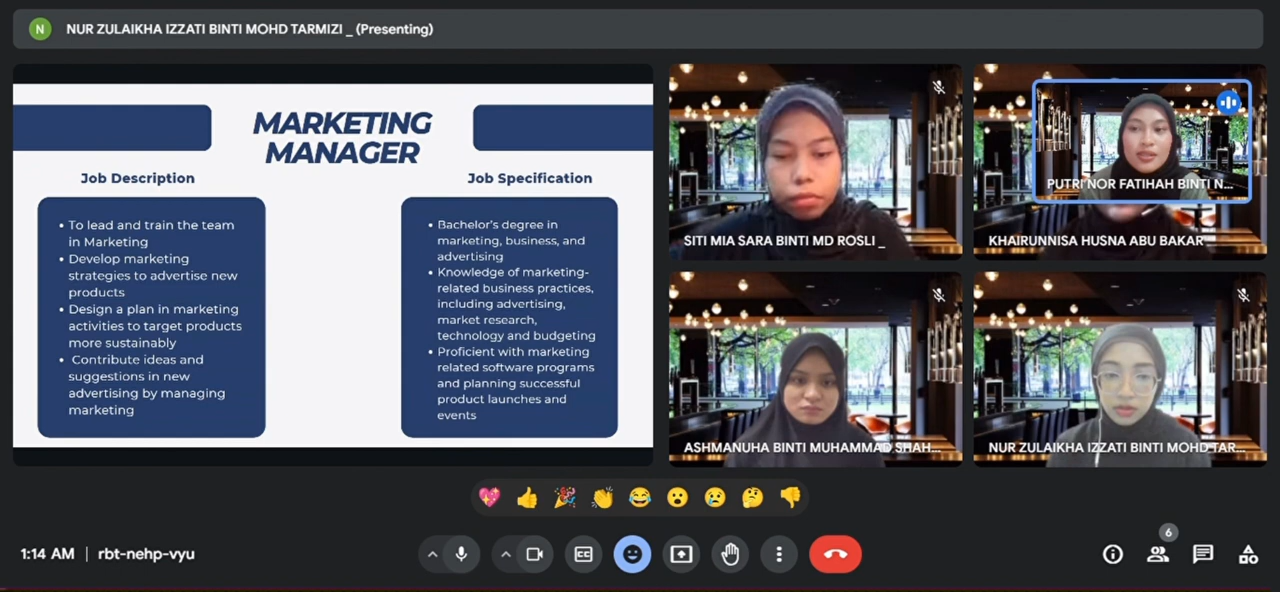 N NUR ZULAIKHA IZZATI BINTI MOHD TARMIZI _ (Presenting)
MARKETING
MANAGER
Job Description
• To lead and train the team
in Marketing
• Develop marketing
strategies to advertise new
products
• Design a plan in marketing
activities to target products
more sustainably
• Contribute ideas and
suggestions in new
advertising by managing
marketing
Job Specification
• Bachelor's degree in
marketing, business, and
advertising
• Knowledge of marketing-
related business practices,
including advertising,
market research,
technology and budgeting
• Proficient with marketing
related software programs
and planning successful
product launches and
events
SITI MIA SARA BINTI MD ROSLI _
PUTRI NOR FATIHAH BINTI N...
KHAIRUNNISA HUSNA ABU BAKAR
ASHMANUHA BINTI MUHAMMAD SHAH...
NUR ZULAIKHA IZZATI BINTI MOHD TAR...
1:14 AM | rbt-nehp-vyu
CC
6